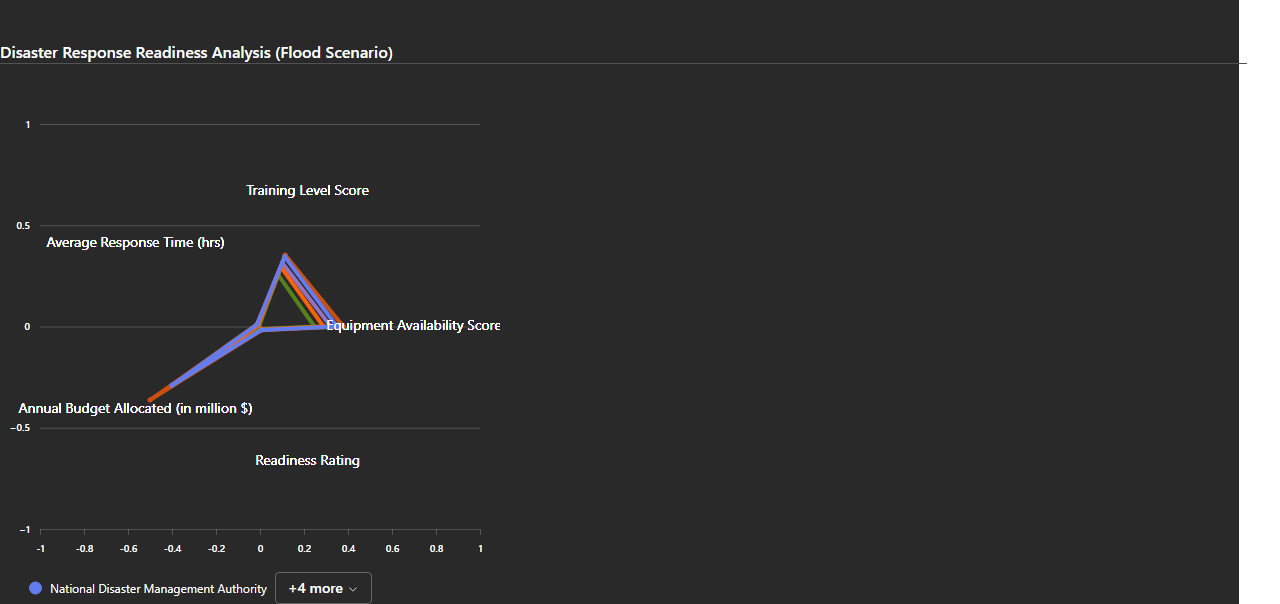 Disaster Response Readiness Analysis (Flood Scenario)
1
Training Level Score
0.5
Average Response Time (hrs)
0
Equipment Availability Score
Annual Budget Allocated (in million $)
−0.5
Readiness Rating
−1
-1 -0.8 -0.6 -0.4 -0.2 0 0.2 0.4 0.6 0.8 1
National Disaster Management Authority +4 more